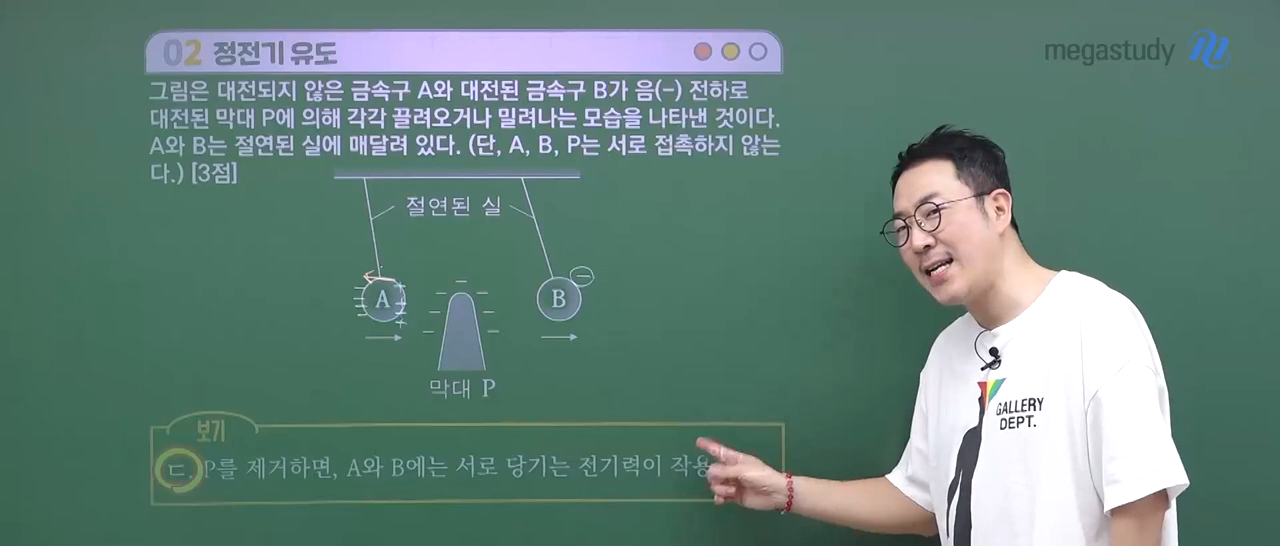 02 정전기 유도
megastudy
그림은 대전되지 않은 금속구 A와 대전된 금속구 B가 음(-) 전하로
대전된 막대 P에 의해 각각 끌려오거나 밀려나는 모습을 나타낸 것이다.
A와 B는 절연된 실에 매달려 있다. (단, A, B, P는 서로 접촉하지 않는
다.) [3점]
절연된 실
A
B
막대 P
보기
ㄷ. P를 제거하면, A와 B에는 서로 당기는 전기력이 작용
GALLERY
DEPT.